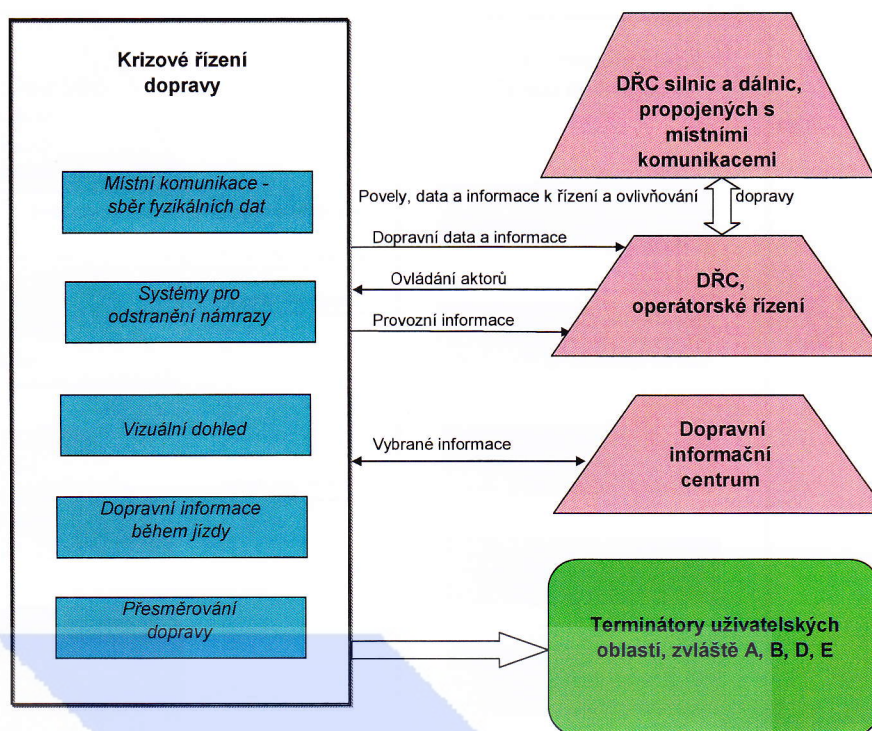 Krizové řízení
dopravy
Místní komunikace -
sběr fyzikálních dat
Systémy pro
odstranění námrazy
Vizuální dohled
Dopravní informace
během jízdy
Přesměrování
dopravy
DŘC silnic a dálnic,
propojených s
místními
komunikacemi
Povely, data a informace k řízení a ovlivňování dopravy
Dopravní data a informace
Ovládání aktorů
Provozní informace
DŘC,
operátorské řízení
Vybrané informace
Dopravní
informační
centrum
Terminátory uživatelských
oblastí, zvláště A, B, D, E